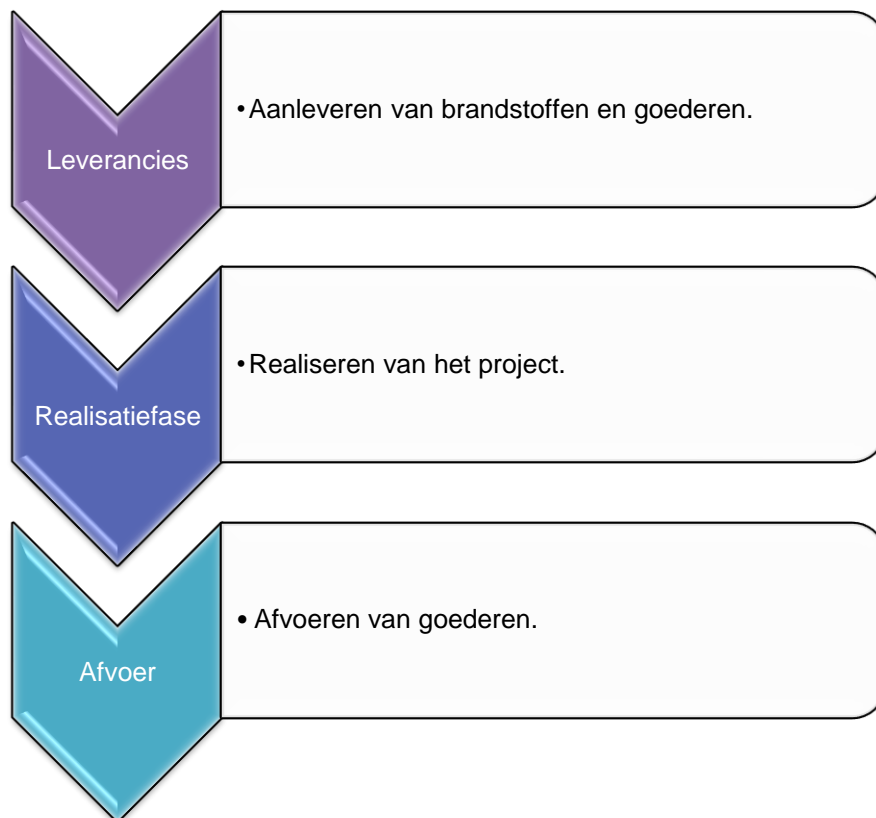 Leverancies
•Aanleveren van brandstoffen en goederen.
Realisatiefase
•Realiseren van het project.
Afvoer
• Afvoeren van goederen.